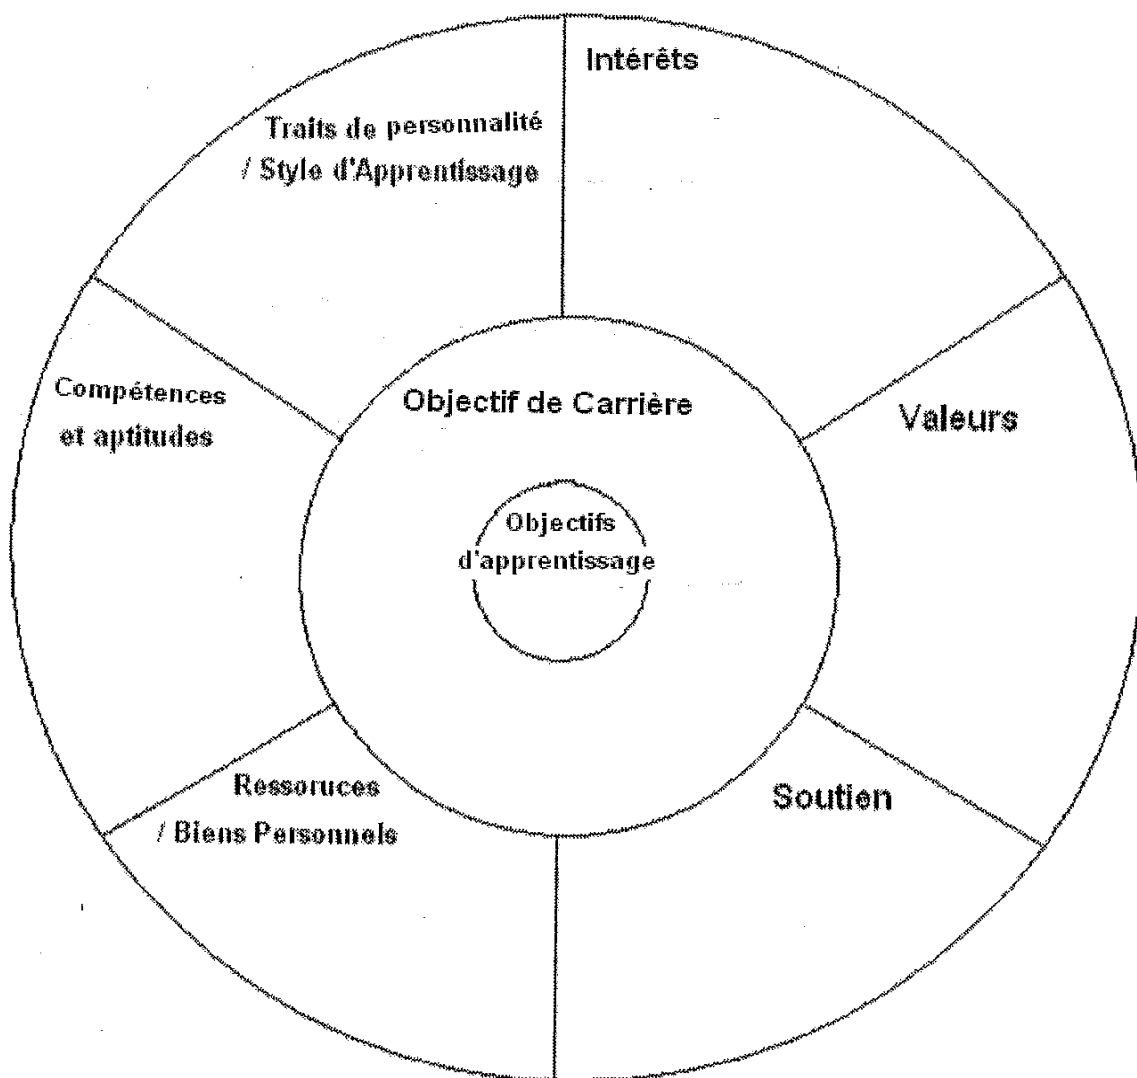 Intérêts
Traits de personnalité
/ Style d'Apprentissage
Compétences
et aptitudes
Objectif de Carrière
Valeurs
Objectifs
d'apprentissage
Ressoruces
/ Biens Personnels
Soutien